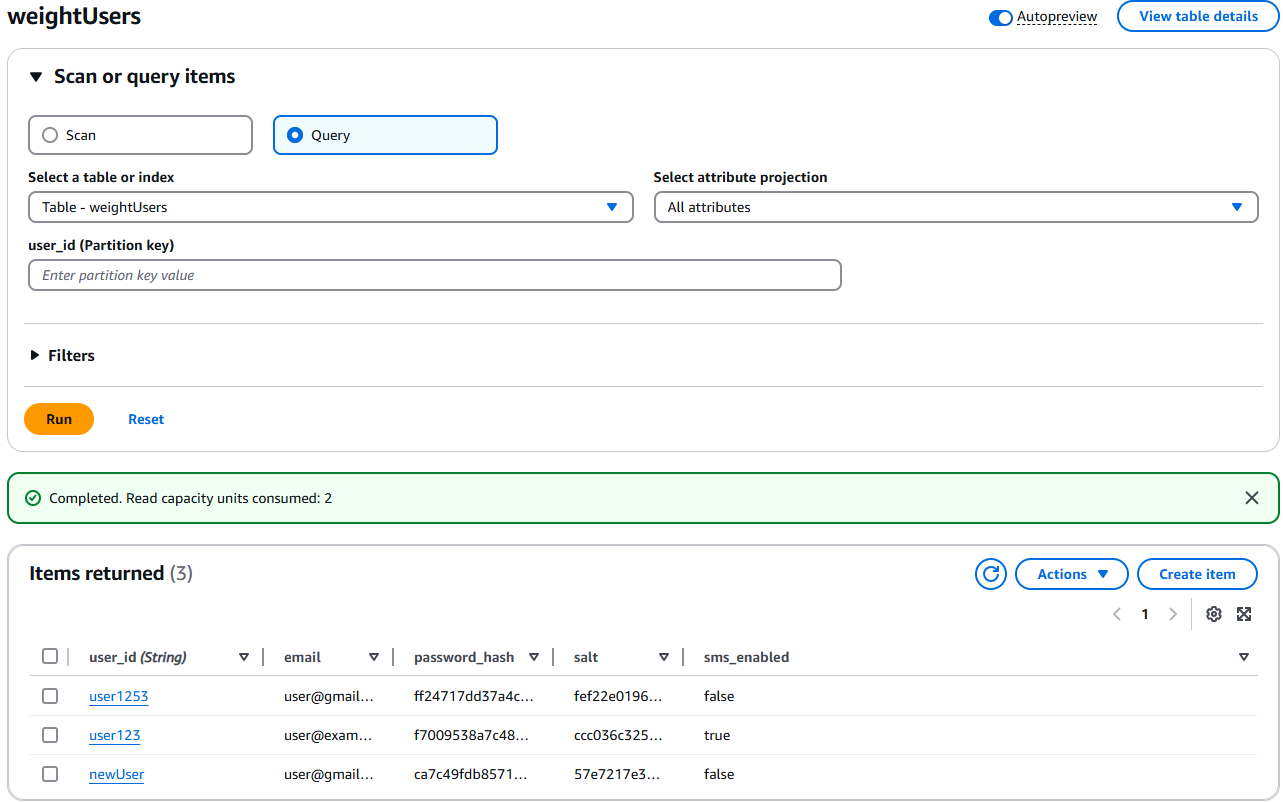 weightUsers
Autopreview
View table details
Scan or query items
Scan
Query
Select a table or index
Select attribute projection
Table - weightUsers
All attributes
user_id (Partition key)
Enter partition key value
Filters
Run
Reset
Completed. Read capacity units consumed: 2
Items returned (3)
Actions
Create item
1
user_id (String) email password_hash salt sms_enabled
user1253 user@gmail... ff24717dd37a4c... fef22e0196... false
user123 user@exam... f7009538a7c48... ccc036c325... true
newUser user@gmail... ca7c49fdb8571... 57e7217e3... false